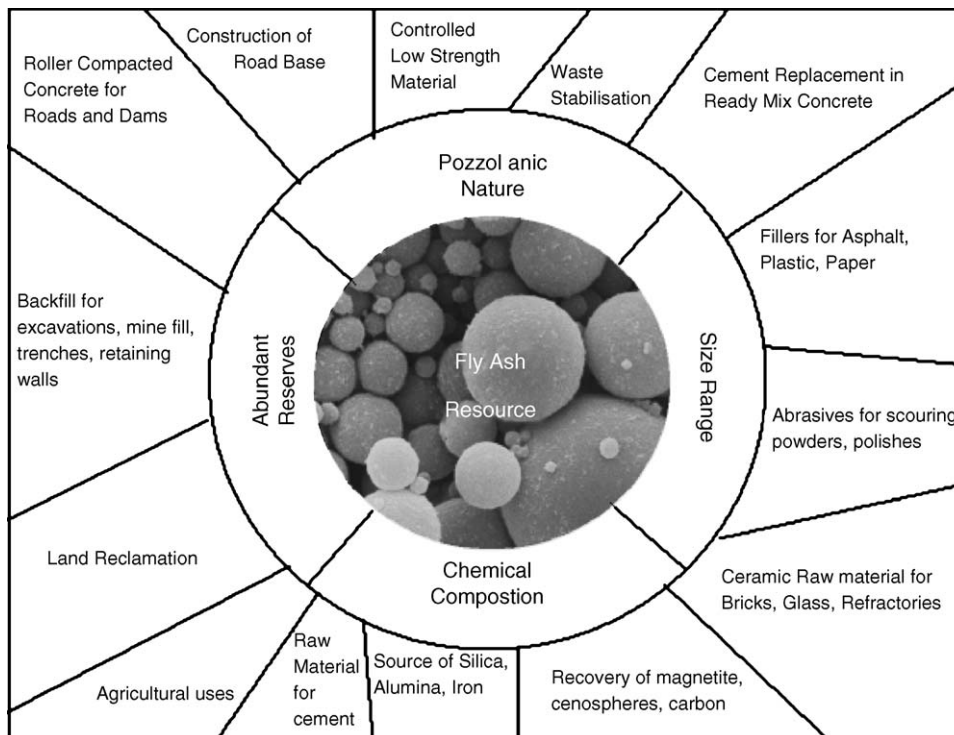 Roller Compacted
Concrete for
Roads and Dams
Construction of
Road Base
Controlled
Low Strength
Material
Waste
Stabilisation
Cement Replacement in
Ready Mix Concrete
Fillers for Asphalt,
Plastic, Paper
Abrasives for scouring
powders, polishes
Ceramic Raw material for
Bricks, Glass, Refractories
Recovery of magnetite,
cenospheres, carbon
Source of Silica,
Alumina, Iron
Raw
Material
for
cement
Agricultural uses
Land Reclamation
Backfill for
excavations, mine fill,
trenches, retaining
walls
Pozzol anic
Nature
Size Range
Chemical
Compostion
Abundant
Reserves
Fly Ash
Resource